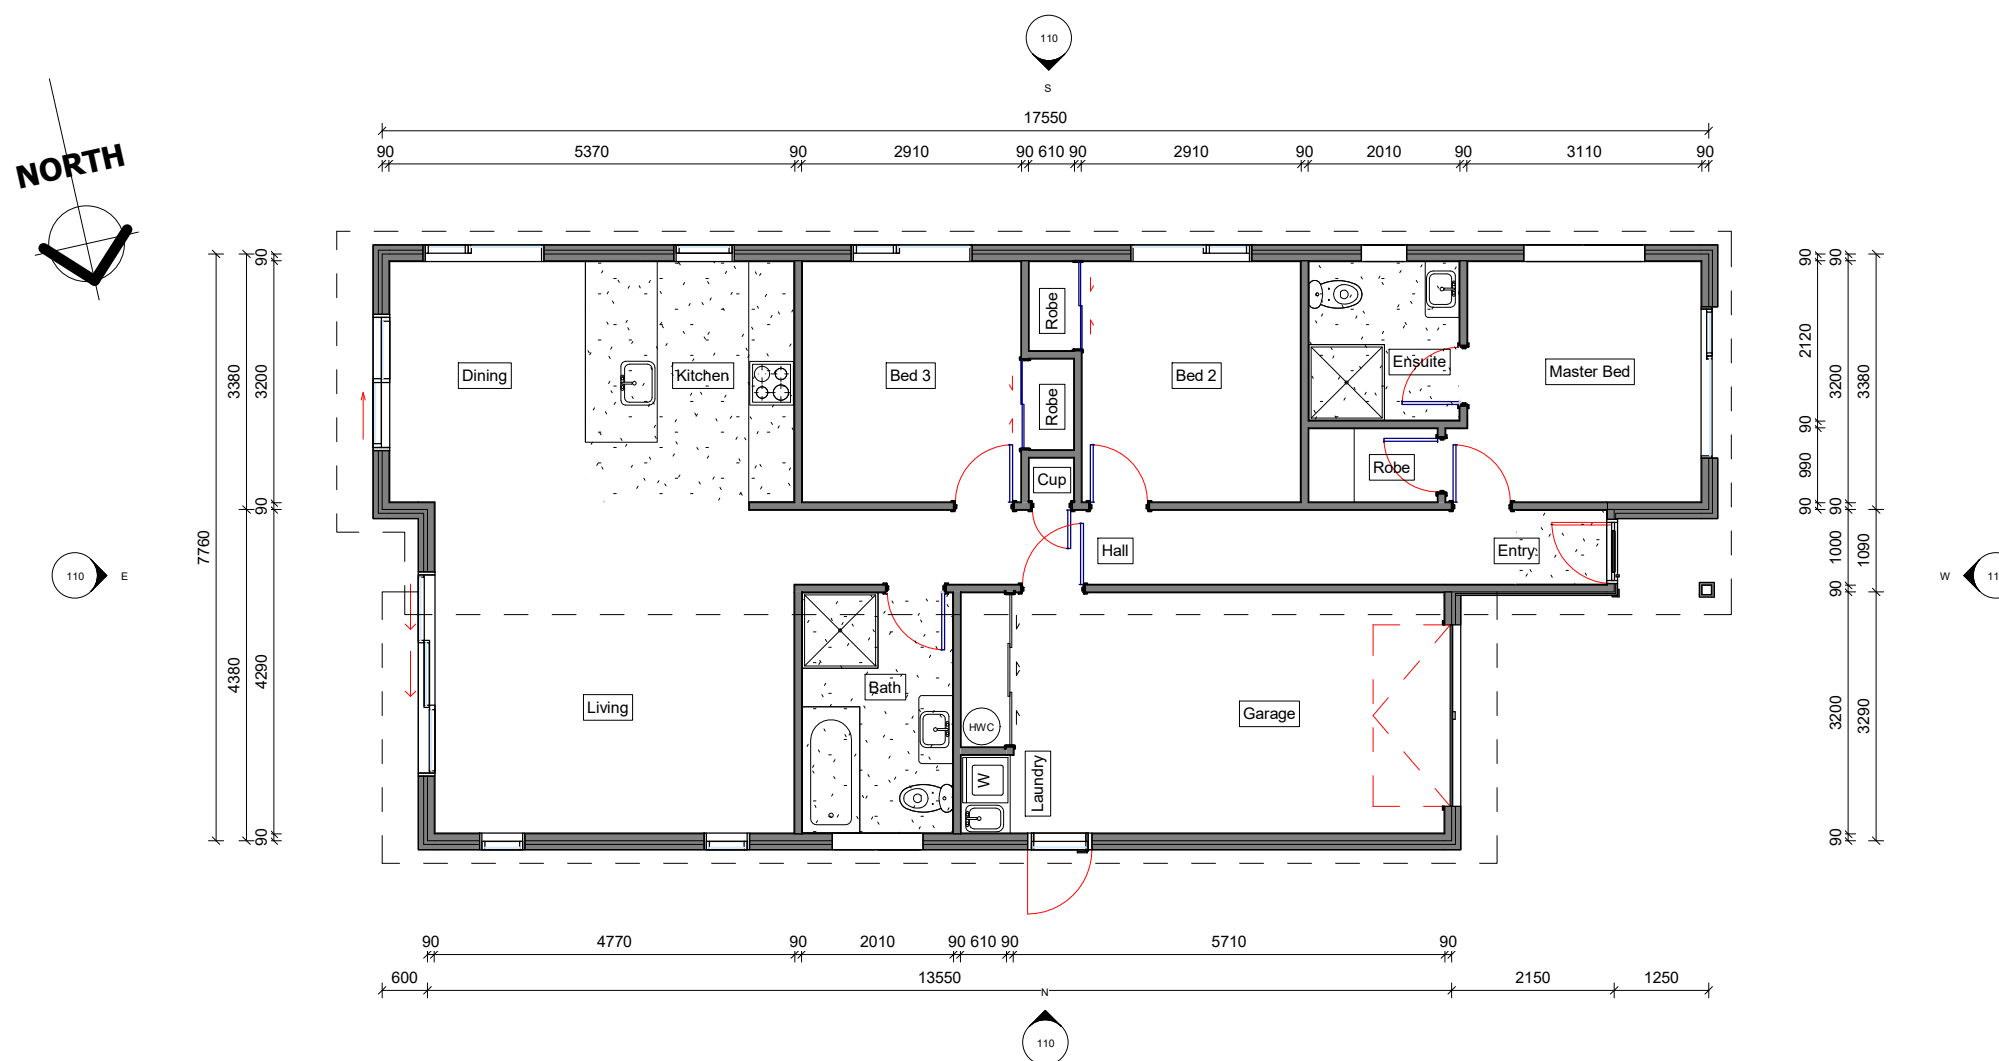 110
S
17550
90 5370 90 2910 90 610 90 2910 90 2010 90 3110 90
NORTH
90
3380
3200
90
7760
4380
4290
90
90
90
2120
3200
3380
90
990
90
90
1000
1090
90
3200
3290
90
Robe
Dining
Kitchen
Bed 3
Bed 2
Ensuite
Master Bed
Robe
Robe
Cup
Hall
Entry
110
E
W
11
Living
Bath
Garage
HWC
W
Laundry
90 4770 90 2010 90 610 90 5710 90
600 13550 2150 1250
N
110